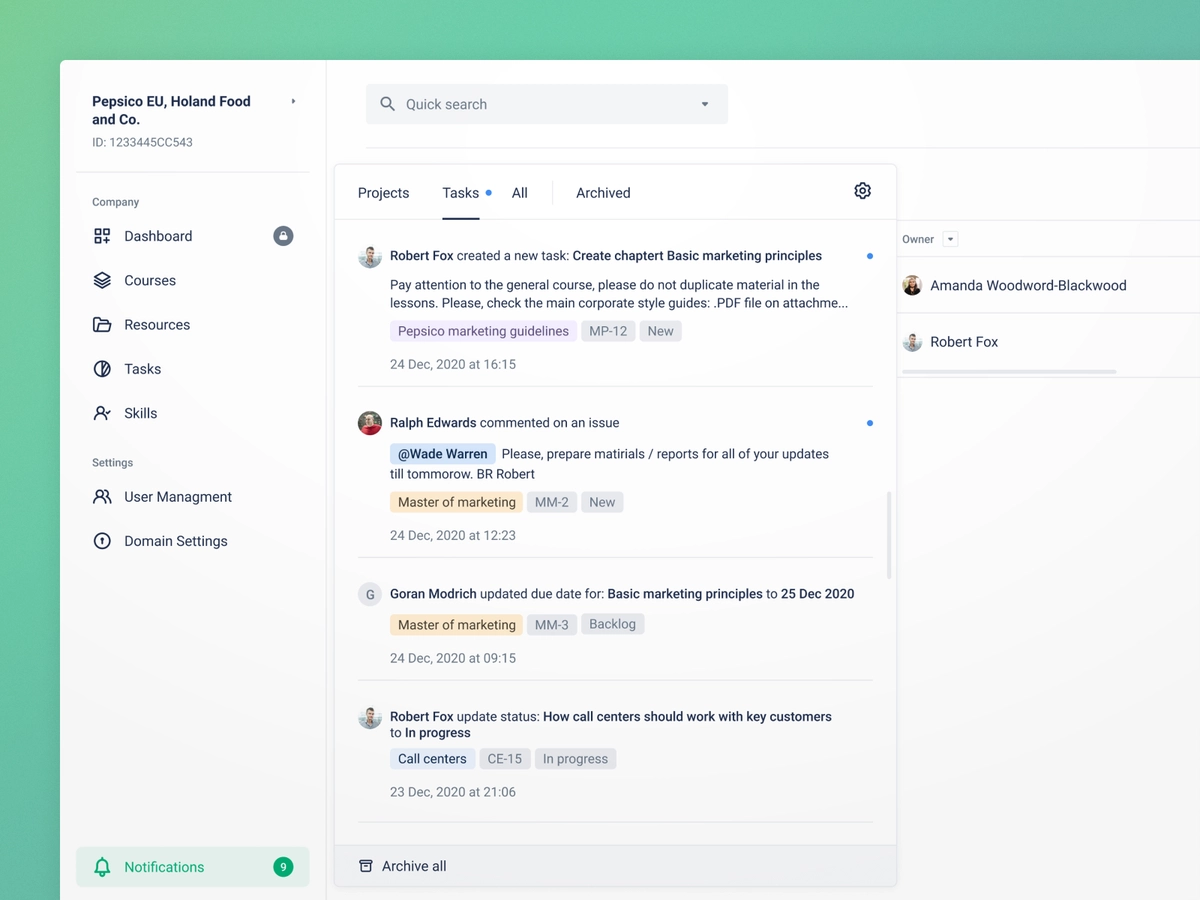 Pepsico EU, Holand Food
and Co.
ID: 1233445CC543
Company
Dashboard
Courses
Resources
Tasks
Skills
Settings
User Managment
Domain Settings
Notifications 9
Quick search
Projects Tasks All Archived
Robert Fox created a new task: Create chaptert Basic marketing principles
Pay attention to the general course, please do not duplicate material in the
lessons. Please, check the main corporate style guides: .PDF file on attachme...
Pepsico marketing guidelines MP-12 New
24 Dec, 2020 at 16:15
Ralph Edwards commented on an issue
@Wade Warren Please, prepare matirials / reports for all of your updates
till tommorow. BR Robert
Master of marketing MM-2 New
24 Dec, 2020 at 12:23
G Goran Modrich updated due date for: Basic marketing principles to 25 Dec 2020
Master of marketing MM-3 Backlog
24 Dec, 2020 at 09:15
Robert Fox update status: How call centers should work with key customers
to In progress
Call centers CE-15 In progress
23 Dec, 2020 at 21:06
Archive all
Owner
Amanda Woodword-Blackwood
Robert Fox